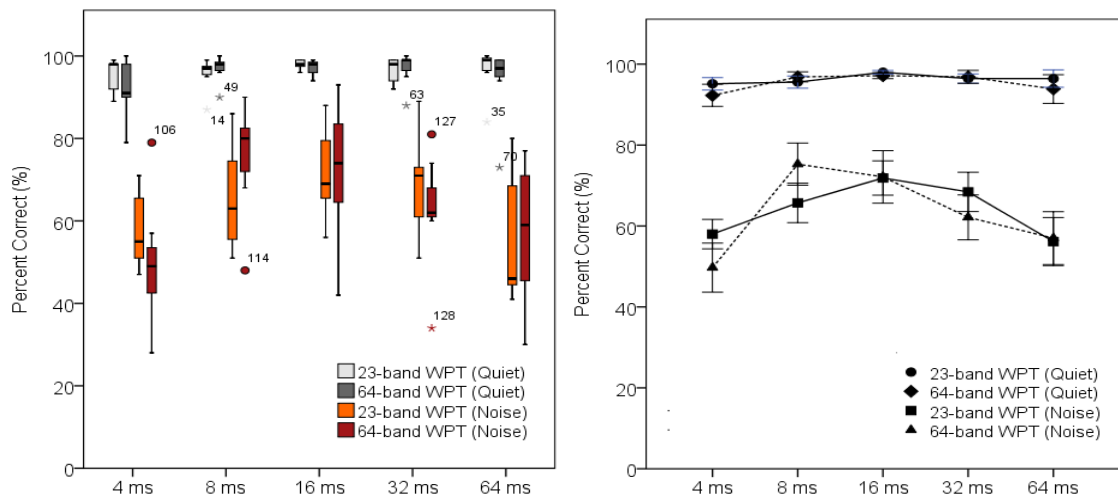 100
80
60
40
20
0
Percent Correct (%)
106
49
14
114
63
127
128
35
70
23-band WPT (Quiet)
64-band WPT (Quiet)
23-band WPT (Noise)
64-band WPT (Noise)
4 ms 8 ms 16 ms 32 ms 64 ms
100
80
60
40
20
0
Percent Correct (%)
23-band WPT (Quiet)
64-band WPT (Quiet)
23-band WPT (Noise)
64-band WPT (Noise)
4 ms 8 ms 16 ms 32 ms 64 ms